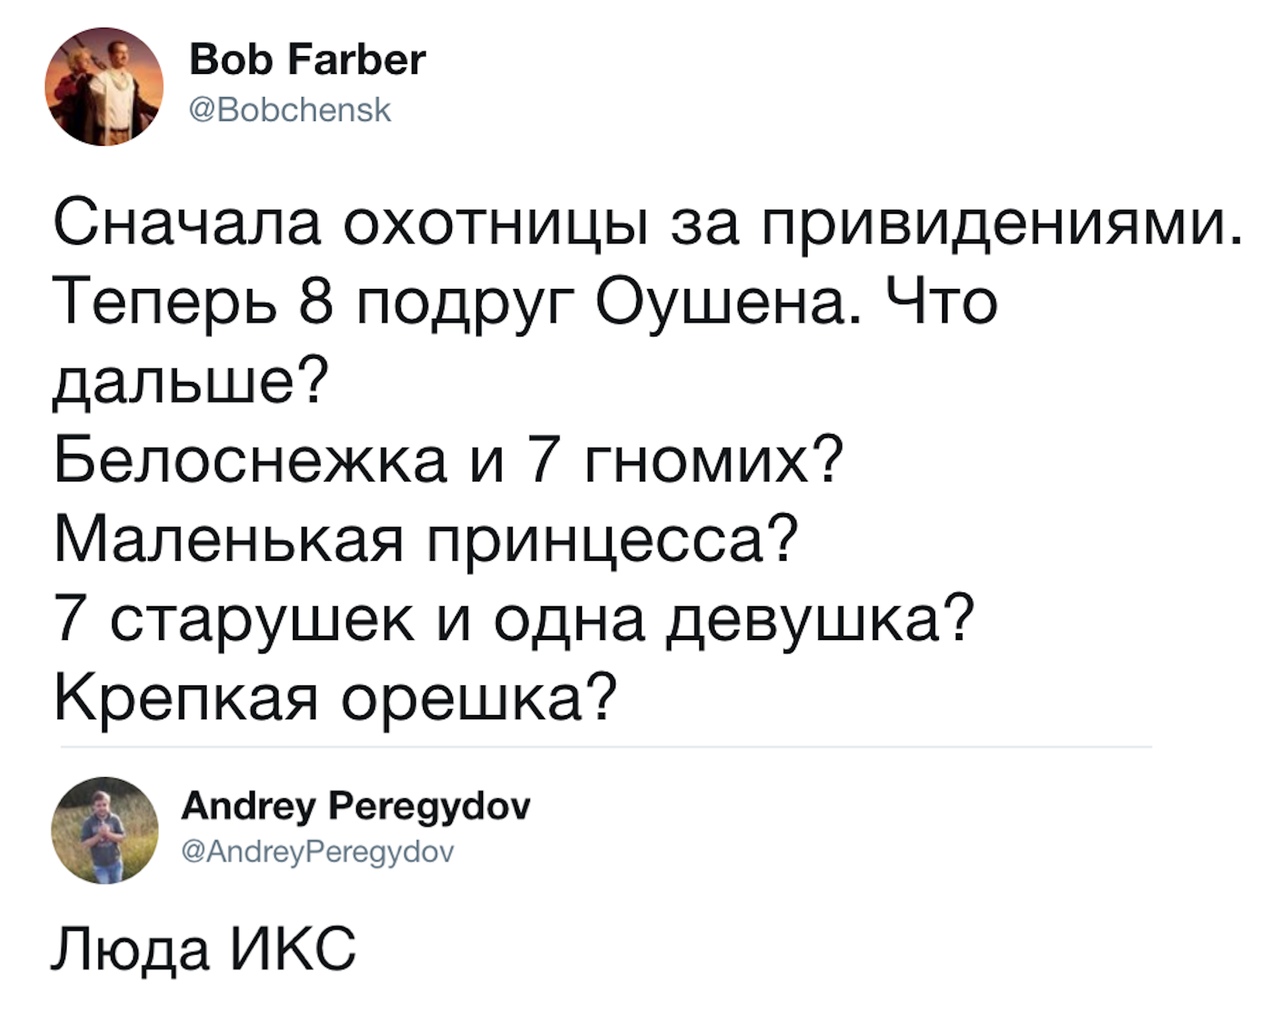 Bob Farber
@Bobchensk
Сначала охотницы за привидениями.
Теперь 8 подруг Оушена. Что
дальше?
Белоснежка и 7 гномих?
Маленькая принцесса?
7 старушек и одна девушка?
Крепкая орешка?
Andrey Peregydov
@AndreyPeregydov
Люда ИКС